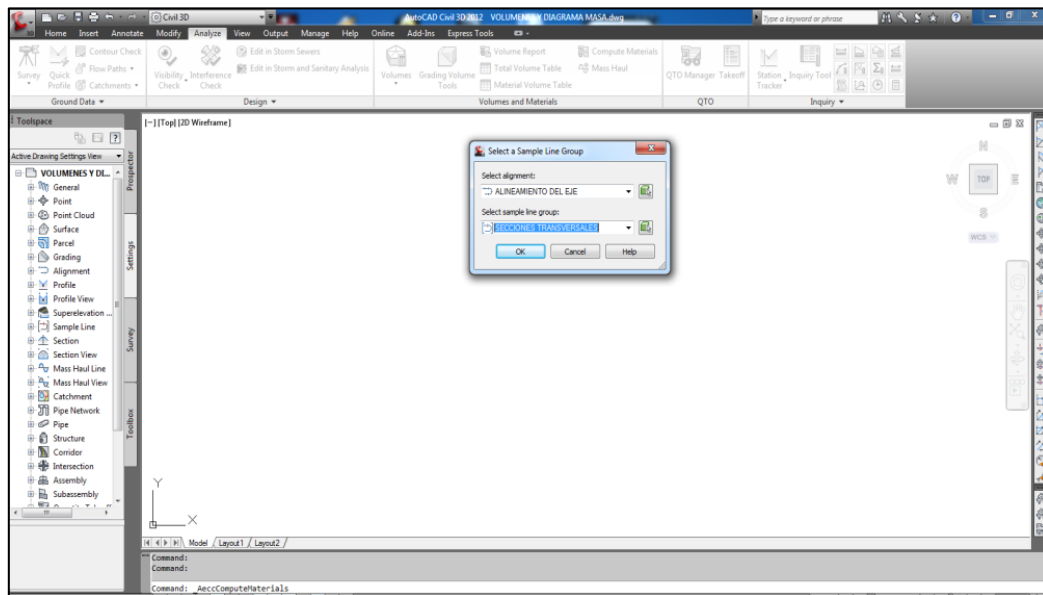 Civil 3D
AutoCAD Civil 3D 2012 VOLUMENES Y DIAGRAMA MASA.dwg
Type a keyword or phrase
Home Insert Annotate Modify Analyze View Output Manage Help Online Add-Ins Express Tools
Survey
Quick Profile
Contour Check
Flow Paths
Catchments
Ground Data
Visibility Check
Interference Check
Edit in Storm Sewers
Edit in Storm and Sanitary Analysis
Design
Volumes
Grading Volume Tools
Volume Report
Total Volume Table
Material Volume Table
Compute Materials
Mass Haul
Volumes and Materials
QTO Manager
Takeoff
QTO
Station Tracker
Inquiry Tool
Inquiry
Toolspace
Active Drawing Settings View
VOLUMENES Y DI...
General
Point
Point Cloud
Surface
Parcel
Grading
Alignment
Profile
Profile View
Superelevation ...
Sample Line
Section
Section View
Mass Haul Line
Mass Haul View
Catchment
Pipe Network
Pipe
Structure
Corridor
Intersection
Assembly
Subassembly
Prospector
Settings
Survey
Toolbox
[-][Top][2D Wireframe]
Select a Sample Line Group
Select alignment:
ALINEAMIENTO DEL EJE
Select sample line group:
SECCIONES TRANSVERSALES
OK Cancel Help
N
W TOP E
S
WCS
Y
X
Model Layout1 Layout2
Command:
Command:
Command: _AeccComputeMaterials